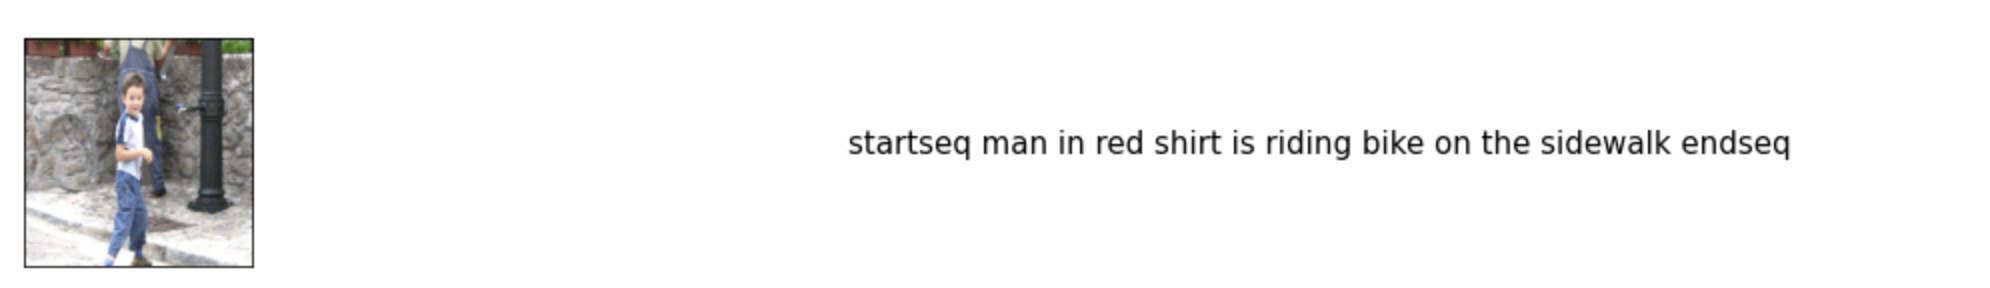 startseq man in red shirt is riding bike on the sidewalk endseq